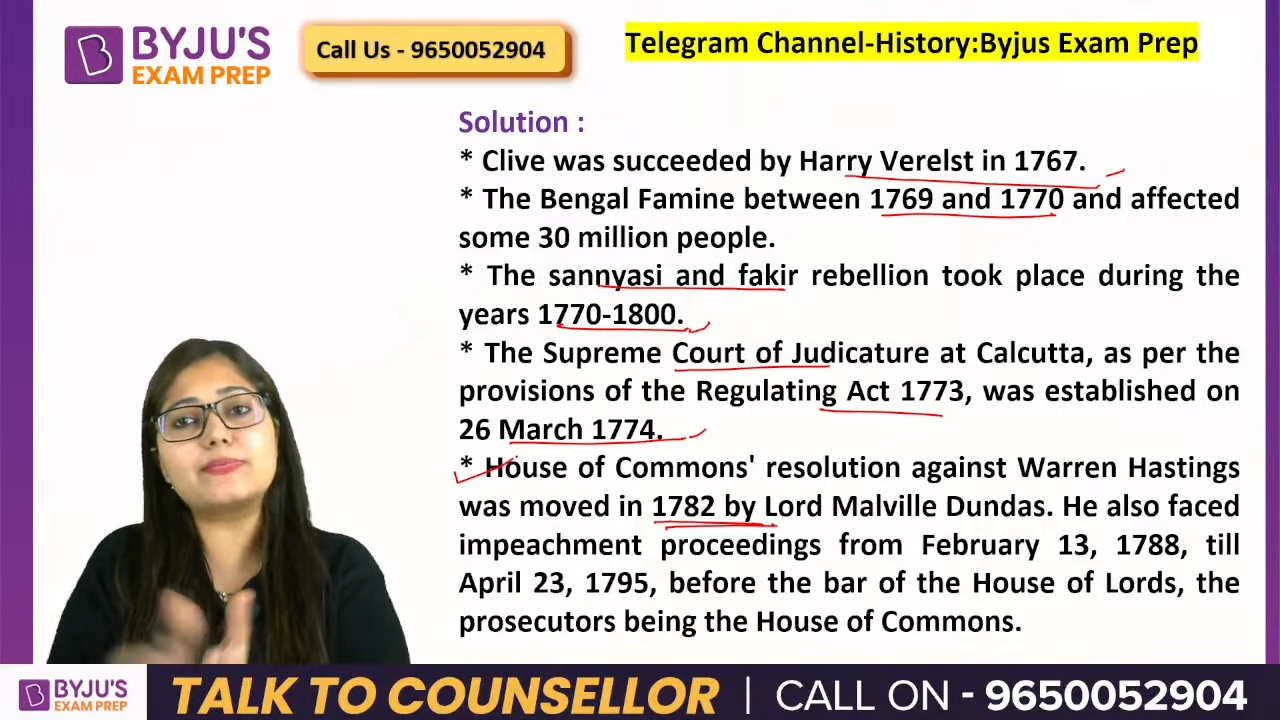 BYJU'S
EXAM PREP
Call Us - 9650052904
Telegram Channel-History:Byjus Exam Prep
Solution :
* Clive was succeeded by Harry Verelst in 1767.
* The Bengal Famine between 1769 and 1770 and affected
some 30 million people.
* The sannyasi and fakir rebellion took place during the
years 1770-1800.
* The Supreme Court of Judicature at Calcutta, as per the
provisions of the Regulating Act 1773, was established on
26 March 1774.
* House of Commons' resolution against Warren Hastings
was moved in 1782 by Lord Malville Dundas. He also faced
impeachment proceedings from February 13, 1788, till
April 23, 1795, before the bar of the House of Lords, the
prosecutors being the House of Commons.
BYJU'S
EXAM PREP
TALK TO COUNSELLOR | CALL ON - 9650052904